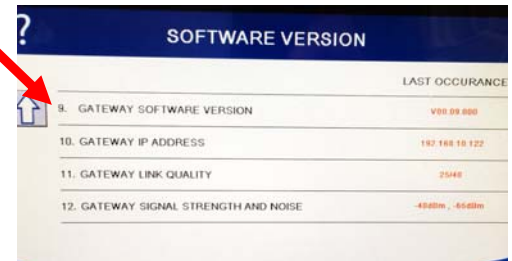 ?
SOFTWARE VERSION
LAST OCCURANCE
9. GATEWAY SOFTWARE VERSION V00.09.000
10. GATEWAY IP ADDRESS 192.168.10.122
11. GATEWAY LINK QUALITY 25/40
12. GATEWAY SIGNAL STRENGTH AND NOISE -48dBm , -66dBm